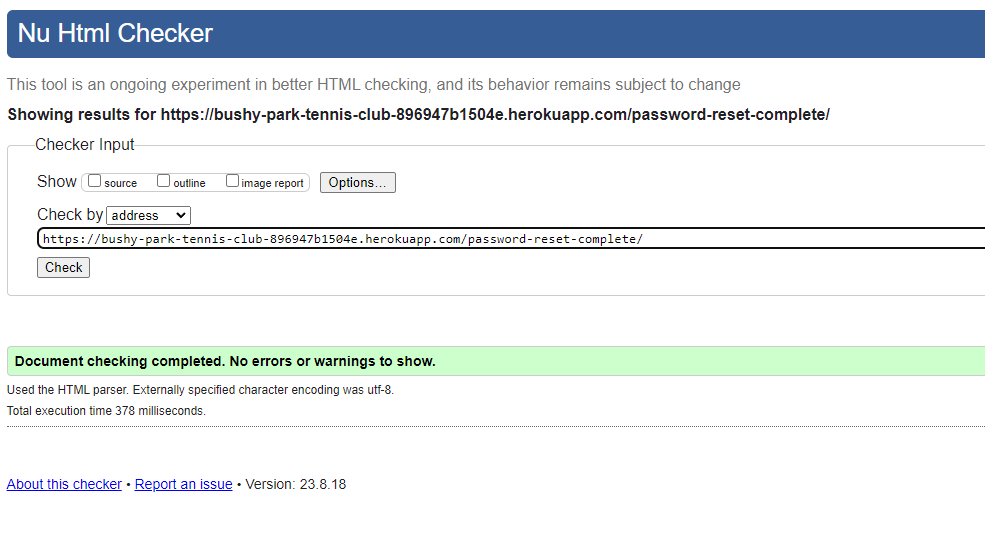 Nu Html Checker
This tool is an ongoing experiment in better HTML checking, and its behavior remains subject to change
Showing results for https://bushy-park-tennis-club-896947b1504e.herokuapp.com/password-reset-complete/
Checker Input
Show source outline image report Options...
Check by address
https://bushy-park-tennis-club-896947b1504e.herokuapp.com/password-reset-complete/
Check
Document checking completed. No errors or warnings to show.
Used the HTML parser. Externally specified character encoding was utf-8.
Total execution time 378 milliseconds.
About this checker • Report an issue • Version: 23.8.18